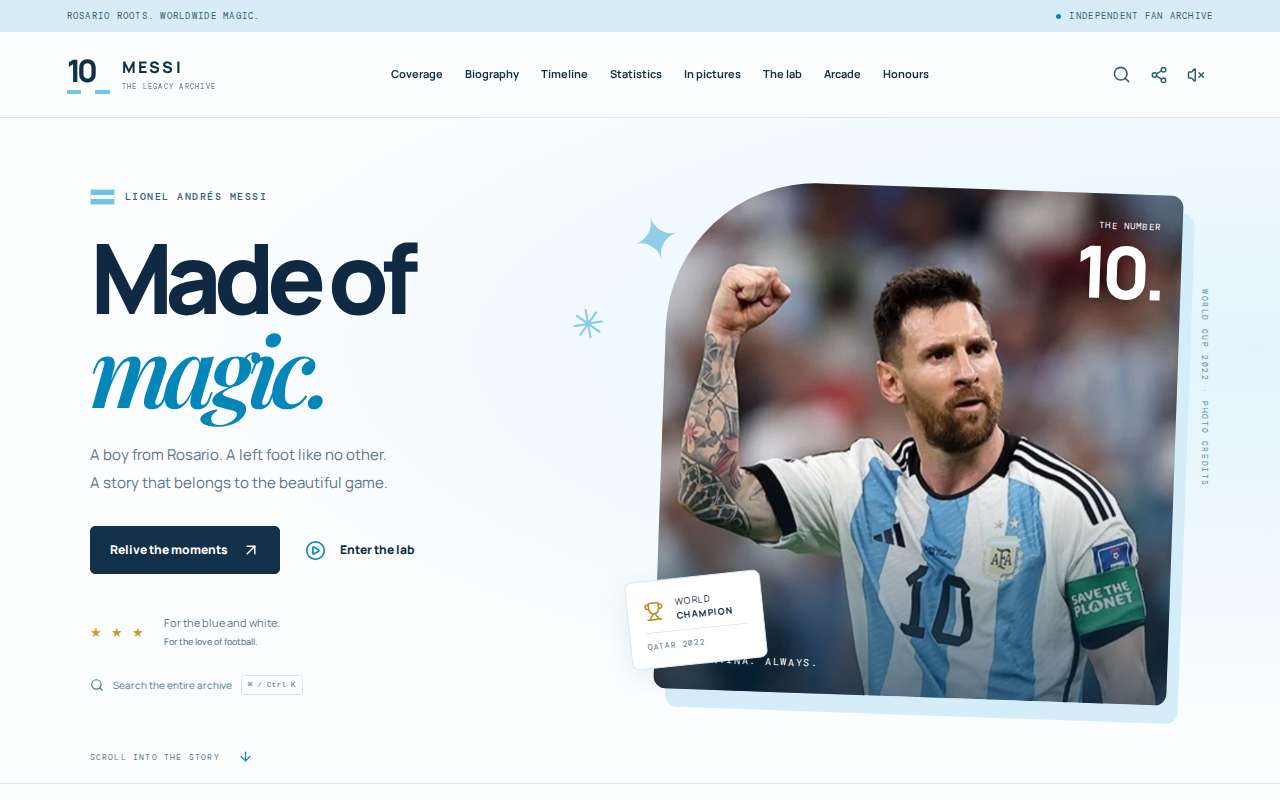 ROSARIO ROOTS. WORLDWIDE MAGIC.
INDEPENDENT FAN ARCHIVE
10
MESSI
THE LEGACY ARCHIVE
Coverage
Biography
Timeline
Statistics
In pictures
The lab
Arcade
Honours
LIONEL ANDRÉS MESSI
Made of
magic.
A boy from Rosario. A left foot like no other.
A story that belongs to the beautiful game.
Relive the moments
Enter the lab
For the blue and white.
For the love of football.
Search the entire archive
⌘ / Ctrl K
SCROLL INTO THE STORY
THE NUMBER
10.
AFA
10
SAVE THE
PLANET
WORLD
CHAMPION
QATAR 2022
ALWAYS.
WORLD CUP 2022 · PHOTO CREDITS